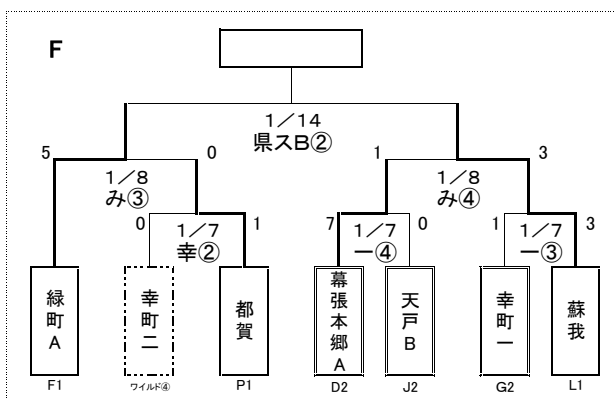 F
1/14
県スB②
5
0
1
3
1/8
み③
1/8
み④
0
1/7
幸②
1
7
1/7
一④
0
1
1/7
一③
3
緑町A
幸町二
都賀
幕張本郷A
天戸B
幸町一
蘇我
F1
ワイルド④
P1
D2
J2
G2
L1